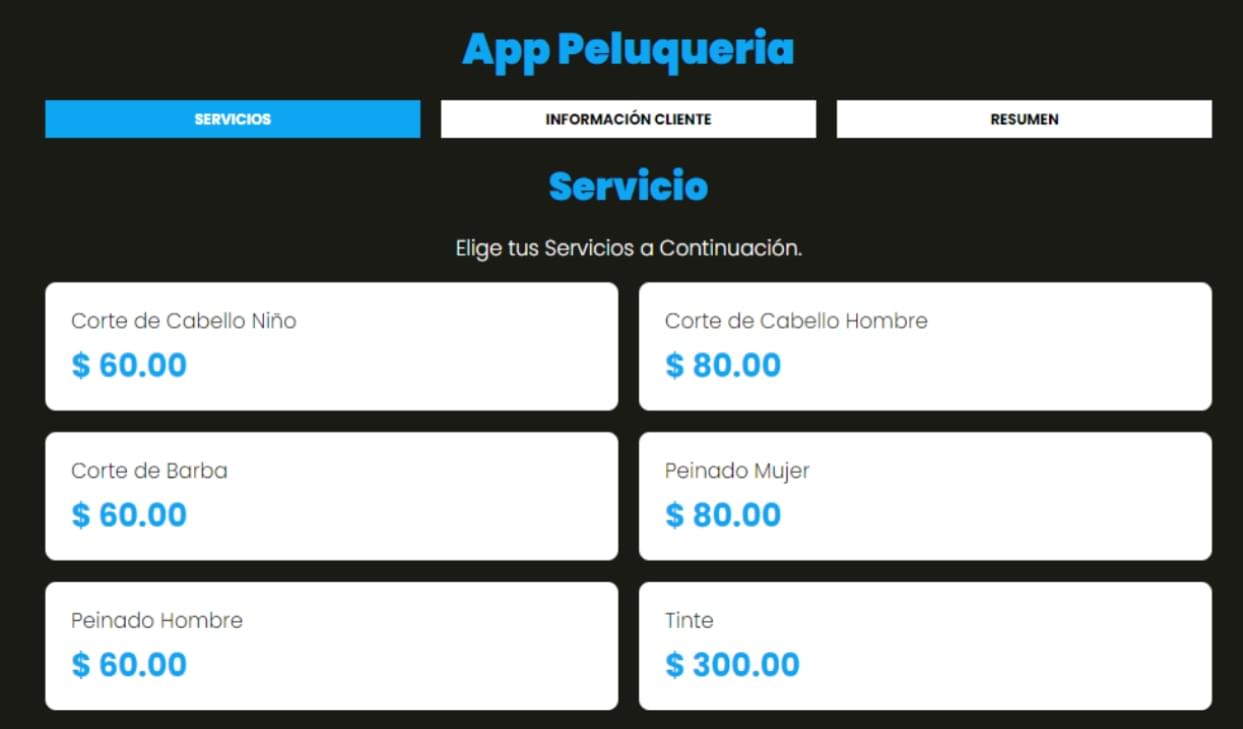 App Peluqueria
SERVICIOS
INFORMACIÓN CLIENTE
RESUMEN
Servicio
Elige tus Servicios a Continuación.
Corte de Cabello Niño
$ 60.00
Corte de Cabello Hombre
$ 80.00
Corte de Barba
$ 60.00
Peinado Mujer
$ 80.00
Peinado Hombre
$ 60.00
Tinte
$ 300.00